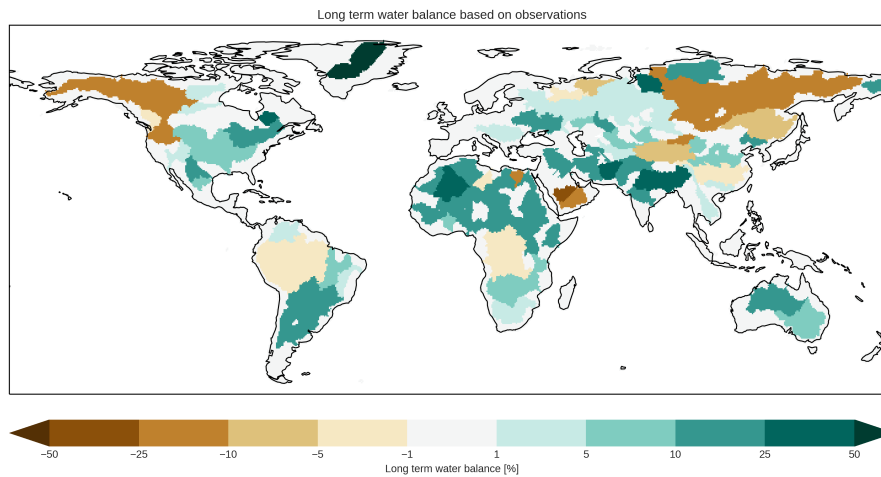 Long term water balance based on observations
−50 −25 −10 −5 −1 1 5 10 25 50
Long term water balance [%]